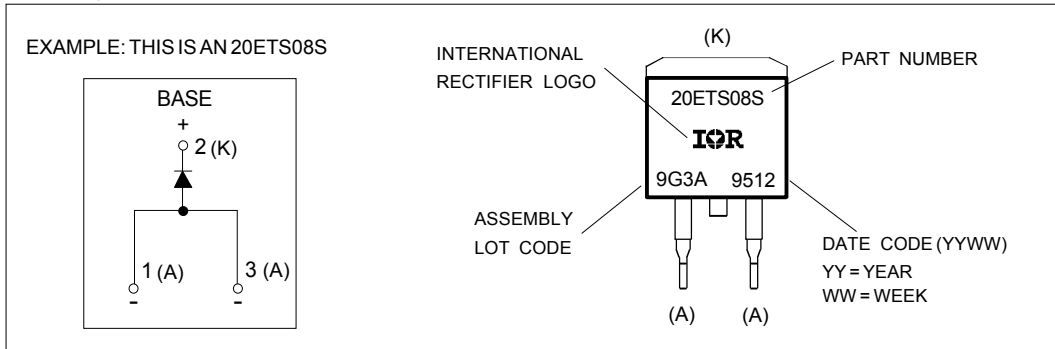 EXAMPLE: THIS IS AN 20ETS08S
BASE
+
2 (K)
1 (A)
3 (A)
-
-
INTERNATIONAL
RECTIFIER LOGO
(K)
PART NUMBER
20ETS08S
IOR
9G3A 9512
ASSEMBLY
LOT CODE
DATE CODE (YYWW)
YY = YEAR
WW = WEEK
(A) (A)